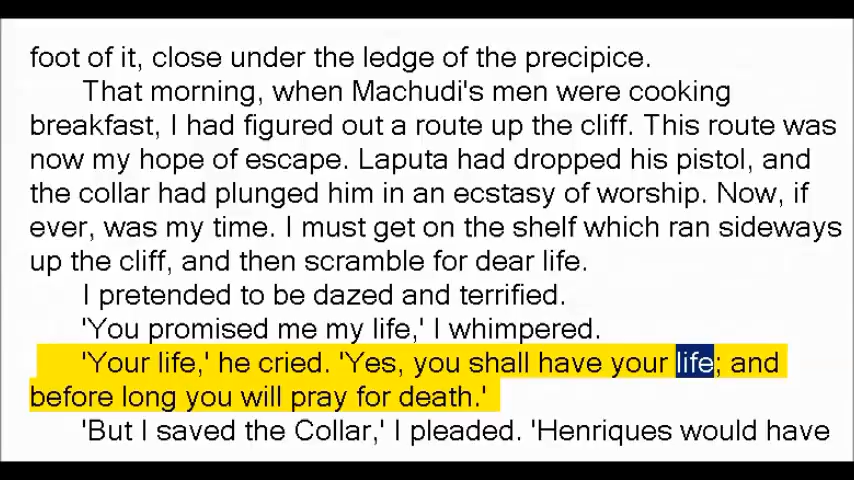 foot of it, close under the ledge of the precipice.
That morning, when Machudi's men were cooking
breakfast, I had figured out a route up the cliff. This route was
now my hope of escape. Laputa had dropped his pistol, and
the collar had plunged him in an ecstasy of worship. Now, if
ever, was my time. I must get on the shelf which ran sideways
up the cliff, and then scramble for dear life.
I pretended to be dazed and terrified.
'You promised me my life,' I whimpered.
'Your life,' he cried. 'Yes, you shall have your life; and
before long you will pray for death.'
'But I saved the Collar,' I pleaded. 'Henriques would have